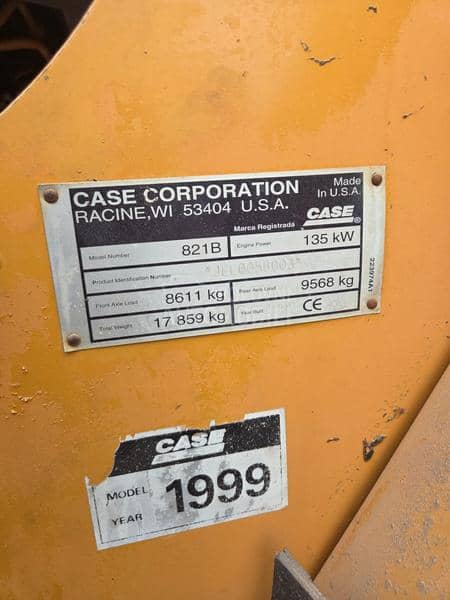 CASE CORPORATION
Made
In U.S.A.
RACINE, WI 53404 U.S.A.
Marca Registrada
CASE
Model Number 821B
Engine Power 135 kW
Product Identification Number
Front Axle Load 8611 kg
Rear Axle Load 9568 kg
Total Weight 17 859 kg
Year Built CE
223974A1
CASE
MODEL
YEAR
1999